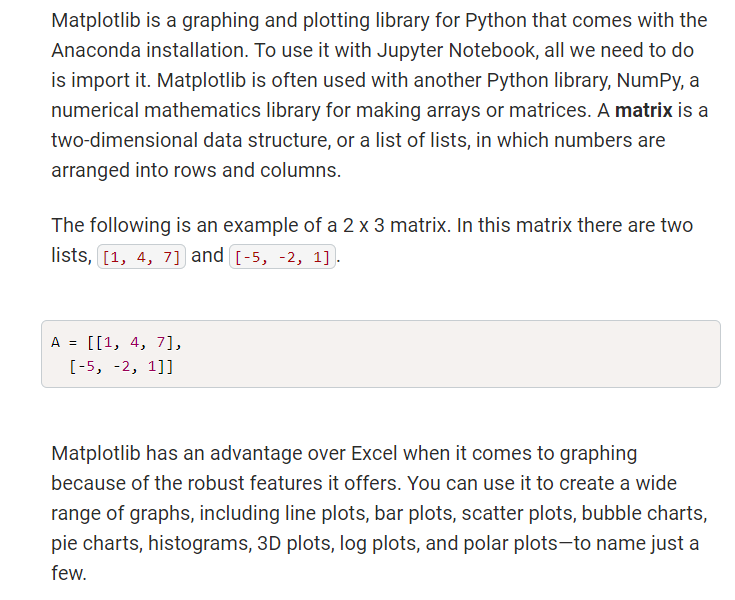 Matplotlib is a graphing and plotting library for Python that comes with the
Anaconda installation. To use it with Jupyter Notebook, all we need to do
is import it. Matplotlib is often used with another Python library, NumPy, a
numerical mathematics library for making arrays or matrices. A matrix is a
two-dimensional data structure, or a list of lists, in which numbers are
arranged into rows and columns.
The following is an example of a 2 x 3 matrix. In this matrix there are two
lists, [1, 4, 7] and [-5, -2, 1].
A = [[1, 4, 7],
[-5, -2, 1]]
Matplotlib has an advantage over Excel when it comes to graphing
because of the robust features it offers. You can use it to create a wide
range of graphs, including line plots, bar plots, scatter plots, bubble charts,
pie charts, histograms, 3D plots, log plots, and polar plots—to name just a
few.